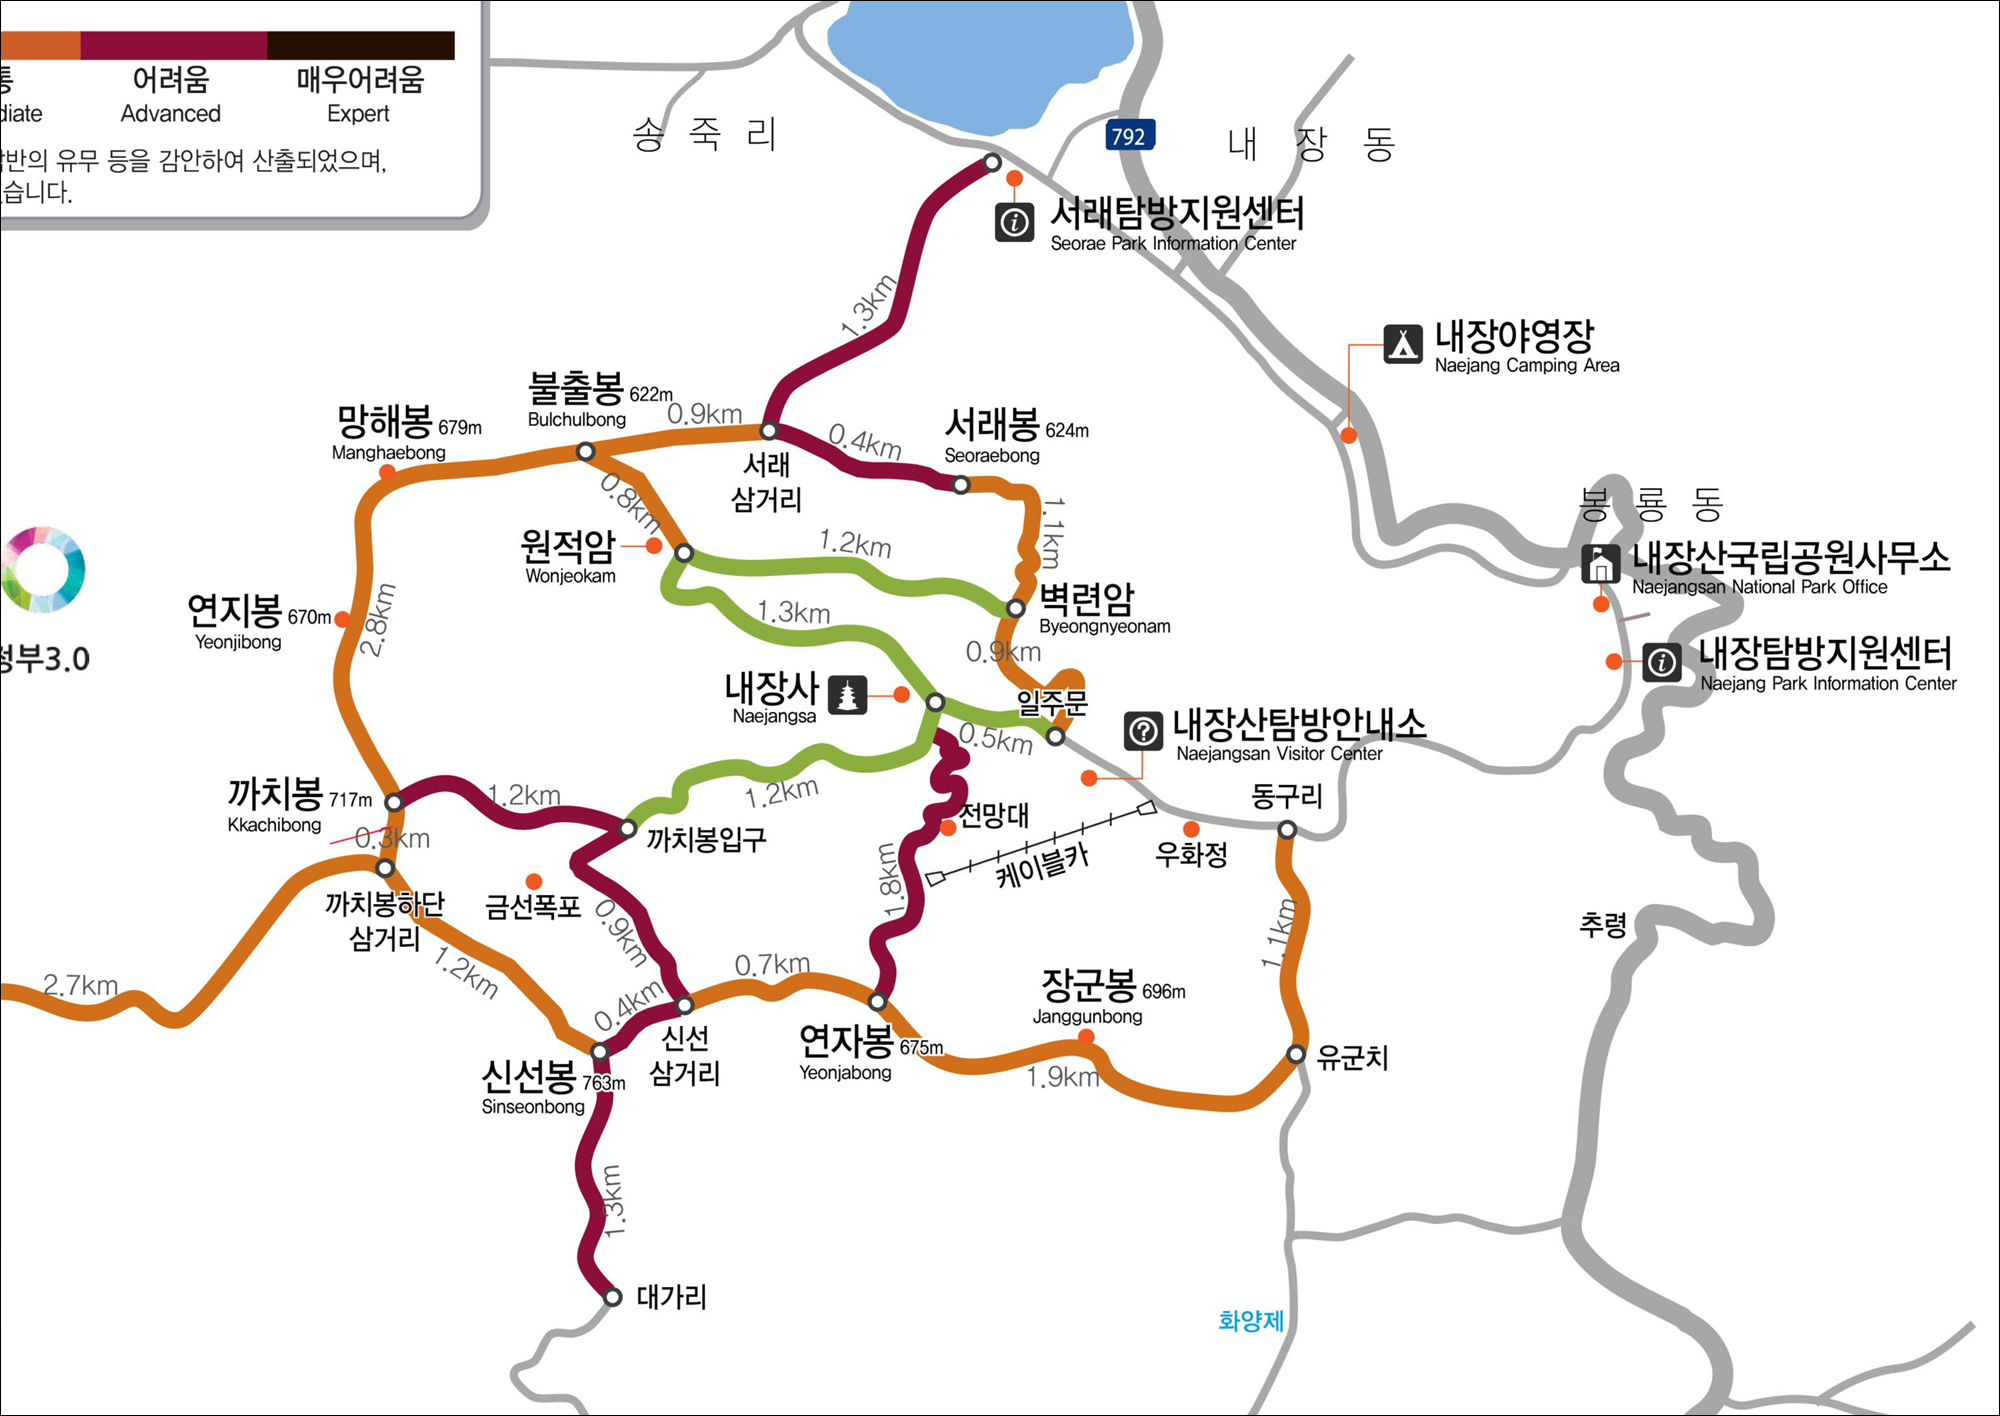 통 어려움 매우어려움
diate Advanced Expert
반의 유무 등을 감안하여 산출되었으며,
습니다.
송 죽 리
792
내 장 동
서래탐방지원센터
Seorae Park Information Center
1.3km
내장야영장
Naejang Camping Area
불출봉 622m
Bulchulbong
0.9km
망해봉 679m
Manghaebong
0.4km
서래봉 624m
Seoraebong
서래
삼거리
0.8km
1.1km
봉 룡 동
원적암
Wonjeokam
1.2km
내장산국립공원사무소
Naejangsan National Park Office
연지봉 670m
Yeonjibong
2.8km
1.3km
벽련암
Byeongnyeonam
0.9km
정부3.0
내장탐방지원센터
Naejang Park Information Center
내장사
Naejangsa
일주문
0.5km
내장산탐방안내소
Naejangsan Visitor Center
까치봉 717m
Kkachibong
1.2km
1.2km
동구리
0.3km
까치봉입구
전망대
케이블카
우화정
까치봉하단
삼거리
금선폭포
0.9km
1.8km
1.1km
추령
2.7km
1.2km
0.7km
장군봉 696m
Janggunbong
0.4km
신선
삼거리
연자봉 675m
Yeonjabong
1.9km
유군치
신선봉 763m
Sinseonbong
1.3km
대가리
화양제